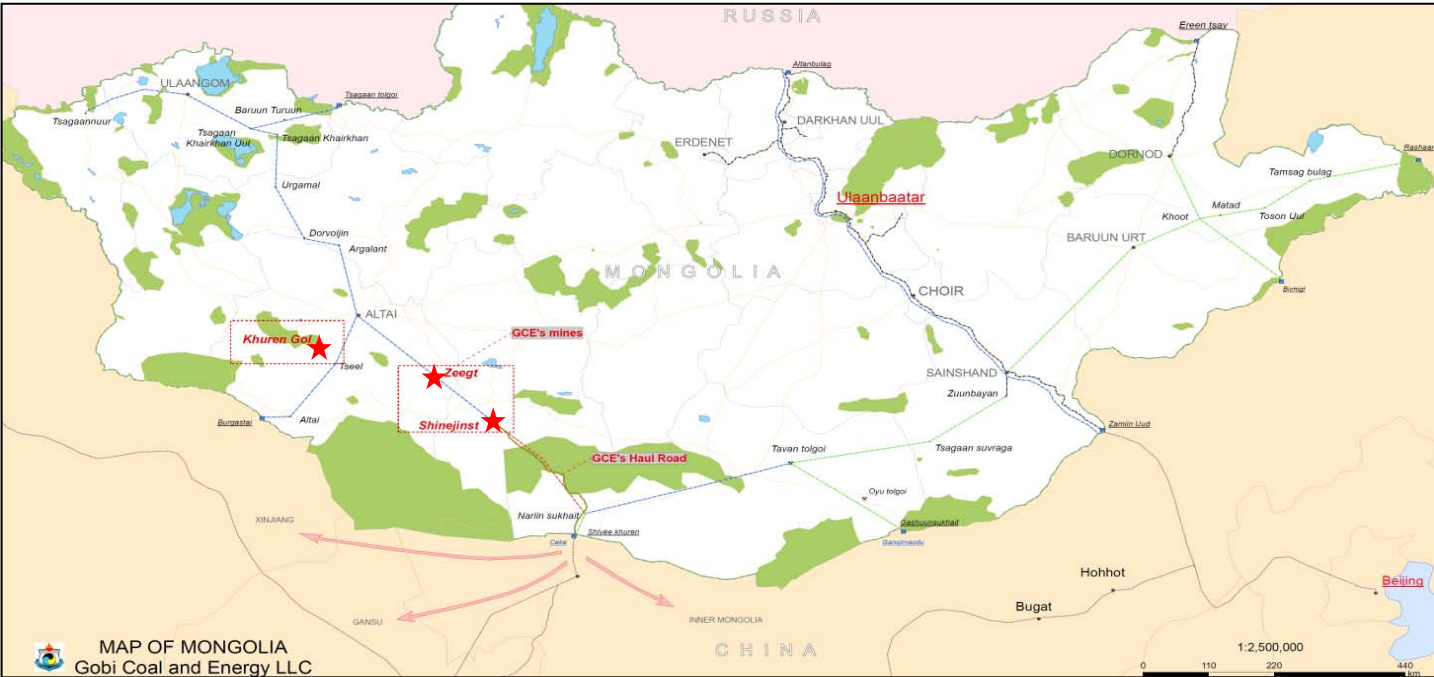 RUSSIA
Ereen tsav
Altanbulag
ULAANGOM
Tsagaan tolgoi
Baruun Turuun
Tsagaannuur
Tsagaan
Khairkhan Uul
Tsagaan Khairkhan
DARKHAN UUL
ERDENET
DORNOD
Rashaan
Tamsag bulag
Urgamal
Ulaanbaatar
Matad
Khoot
Toson Uul
Dorvoljin
Argalant
BARUUN URT
MONGOLIA
Bichigt
CHOIR
ALTAI
GCE's mines
Khuren Gol
Tseel
Zeegt
SAINSHAND
Zuunbayan
Burgastai
Altai
Shinejinst
Zamiin Uud
Tavan tolgoi
Tsagaan suvraga
GCE's Haul Road
Oyu tolgoi
Nariin sukhait
XINJIANG
Gashuunsukhait
Shivee khuren
Ceke
Ganqimaodu
Hohhot
Beijing
Bugat
GANSU
INNER MONGOLIA
CHINA
MAP OF MONGOLIA
Gobi Coal and Energy LLC
1:2,500,000
0 110 220 440
km